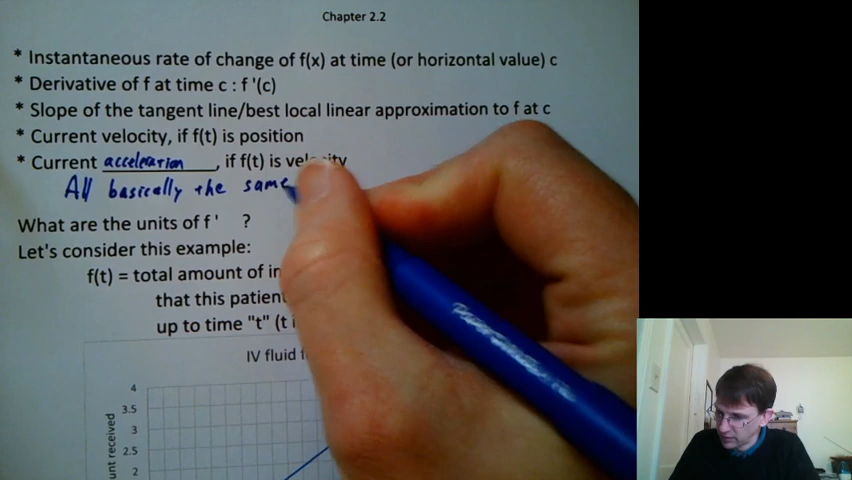 Chapter 2.2
* Instantaneous rate of change of f(x) at time (or horizontal value) c
* Derivative of f at time c : f '(c)
* Slope of the tangent line/best local linear approximation to f at c
* Current velocity, if f(t) is position
* Current acceleration, if f(t) is velocity
All basically the same
What are the units of f ' ?
Let's consider this example:
f(t) = total amount of
that this patient
up to time "t" (t
IV fluid
4
3.5
3
2.5
2